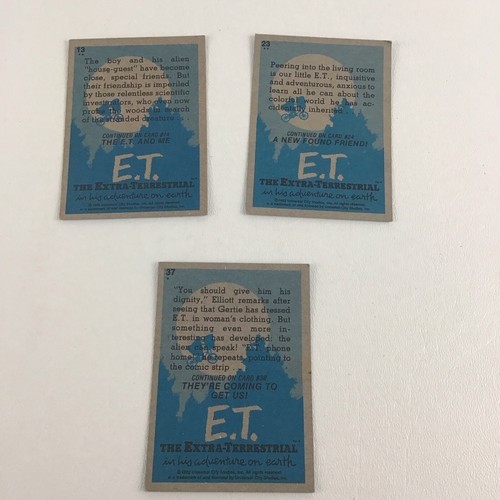 13
The boy and his alien
"house-guest" have become
close, special friends. But
their friendship is imperiled
by those relentless scientific
investigators, who even now
probe the woods in search
of the stranded creature.
CONTINUED ON CARD #14
THE E.T. AND ME
E.T.
THE EXTRA-TERRESTRIAL
in his adventure on earth
23
Peering into the living room
is our little E.T., inquisitive
and adventurous, anxious to
learn all he can about the
colorful world he has ac-
cidentally inherited.
CONTINUED ON CARD #24
A NEW FOUND FRIEND!
E.T.
THE EXTRA-TERRESTRIAL
in his adventure on earth
37
"You should give him his
dignity," Elliott remarks after
seeing that Gertie has dressed
E.T. in woman's clothing. But
something even more in-
teresting has developed: the
alien can speak! "E.T. phone
home," he repeats, pointing to
the comic strip.
CONTINUED ON CARD #38
THEY'RE COMING TO
GET US!
E.T.
THE EXTRA-TERRESTRIAL
in his adventure on earth